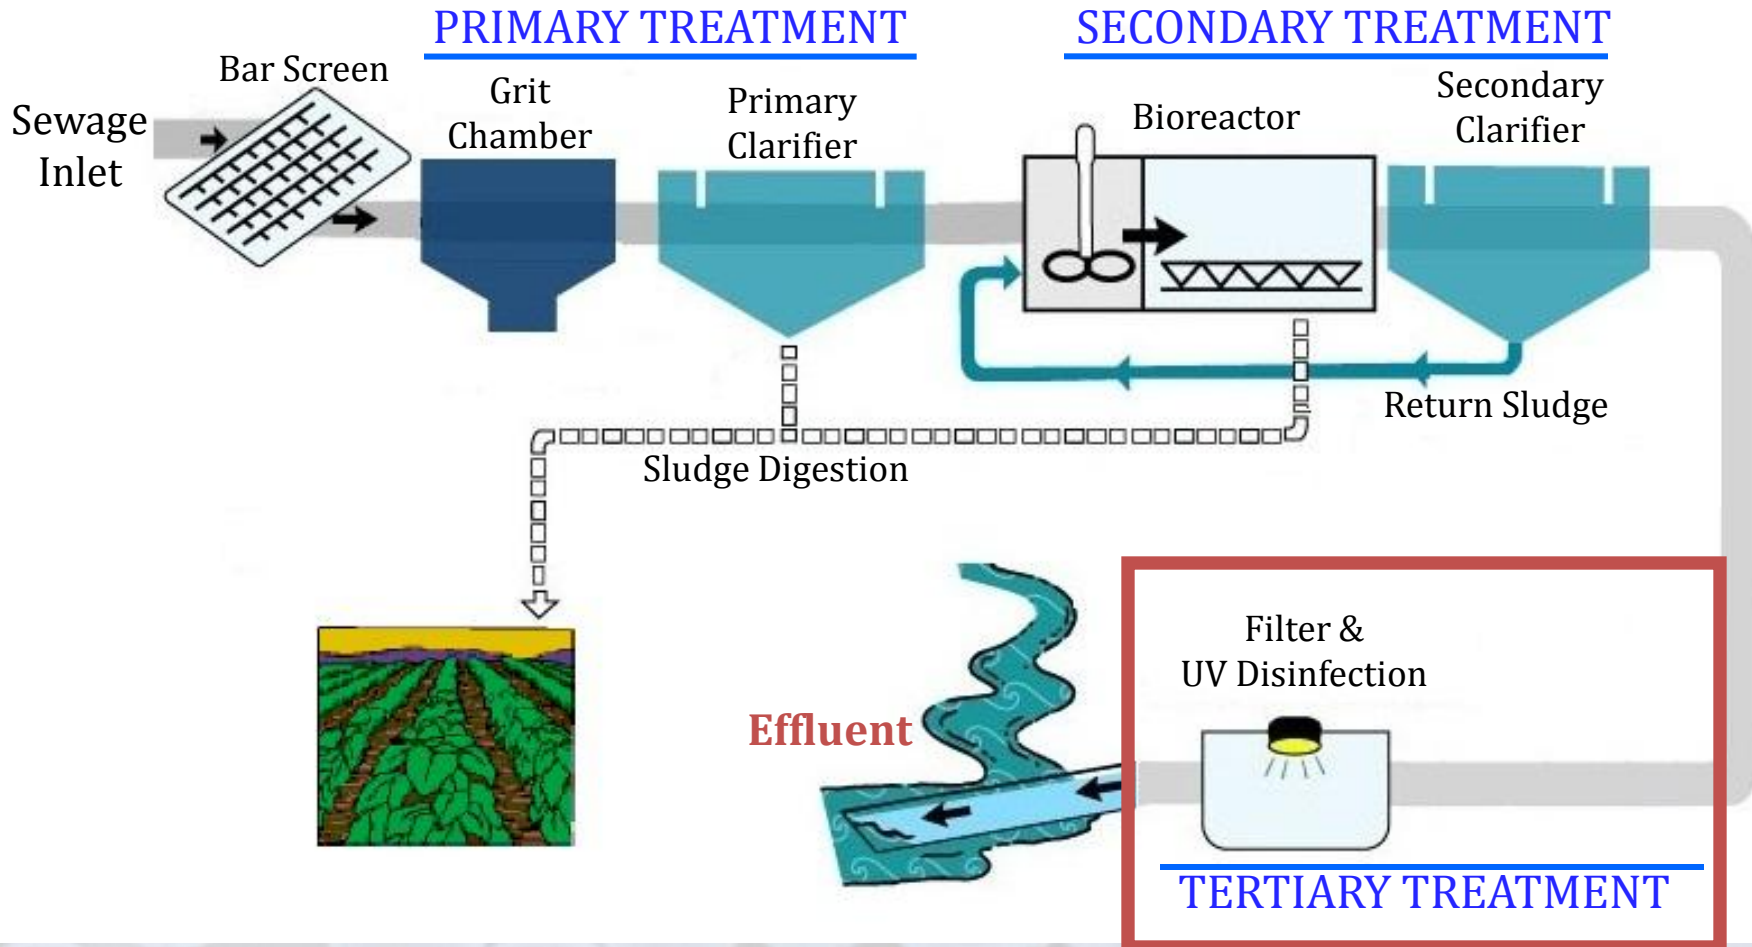 PRIMARY TREATMENT
SECONDARY TREATMENT
Bar Screen
Sewage
Inlet
Grit
Chamber
Primary
Clarifier
Bioreactor
Secondary
Clarifier
Return Sludge
Sludge Digestion
Filter &
UV Disinfection
Effluent
TERTIARY TREATMENT